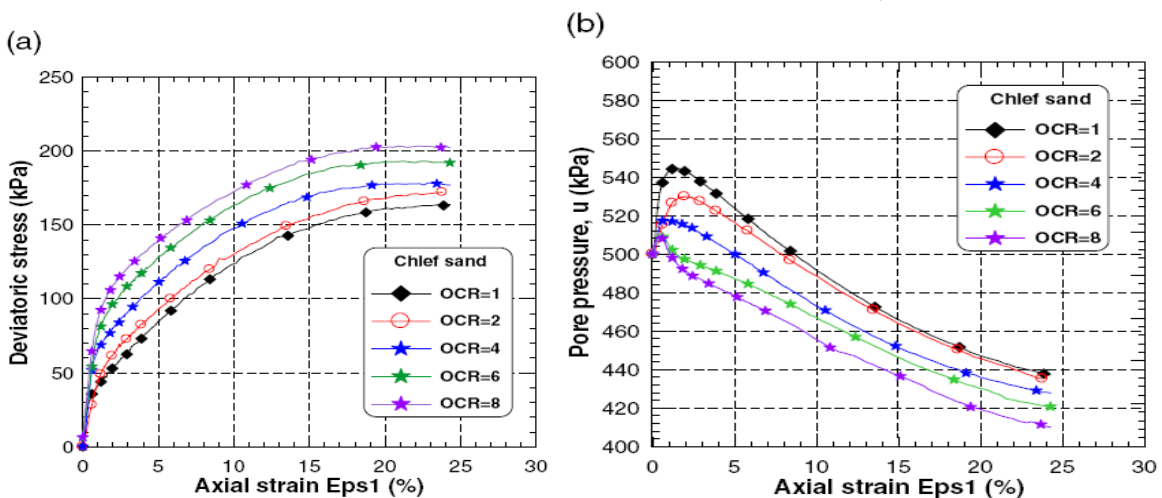 (a)
250
200
150
100
50
0
0 5 10 15 20 25 30
Deviatoric stress (kPa)
Axial strain Eps1 (%)
Chlef sand
OCR=1
OCR=2
OCR=4
OCR=6
OCR=8
(b)
600
580
560
540
520
500
480
460
440
420
400
0 5 10 15 20 25 30
Pore pressure, u (kPa)
Axial strain Eps1 (%)
Chlef sand
OCR=1
OCR=2
OCR=4
OCR=6
OCR=8